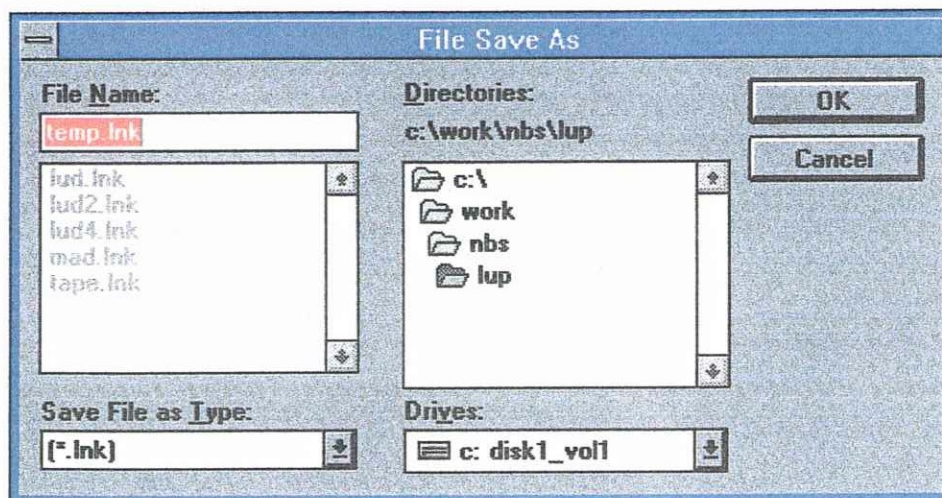 File Save As
File Name:
temp.lnk
lud.lnk
lud2.lnk
lud4.lnk
mad.lnk
tape.lnk
Save File as Type:
(*.lnk)
Directories:
c:\work\nbs\lup
c:\
work
nbs
lup
Drives:
c: disk1_vol1
OK
Cancel